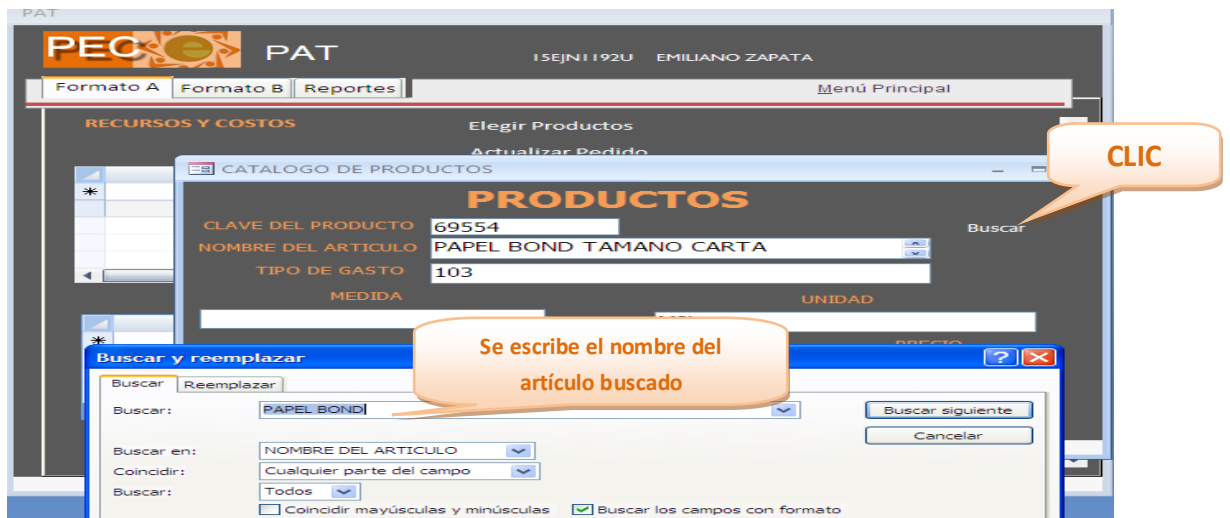 PAT
PEC PAT 15EJN1192U EMILIANO ZAPATA
Formato A Formato B Reportes Menú Principal
RECURSOS Y COSTOS Elegir Productos
Actualizar Pedido
CLIC
CATALOGO DE PRODUCTOS
PRODUCTOS
CLAVE DEL PRODUCTO 69554 Buscar
NOMBRE DEL ARTICULO PAPEL BOND TAMANO CARTA
TIPO DE GASTO 103
MEDIDA UNIDAD
PRECIO
Se escribe el nombre del
artículo buscado
Buscar y reemplazar
Buscar Reemplazar
Buscar: PAPEL BOND Buscar siguiente
Cancelar
Buscar en: NOMBRE DEL ARTICULO
Coincidir: Cualquier parte del campo
Buscar: Todos
Coincidir mayúsculas y minúsculas Buscar los campos con formato